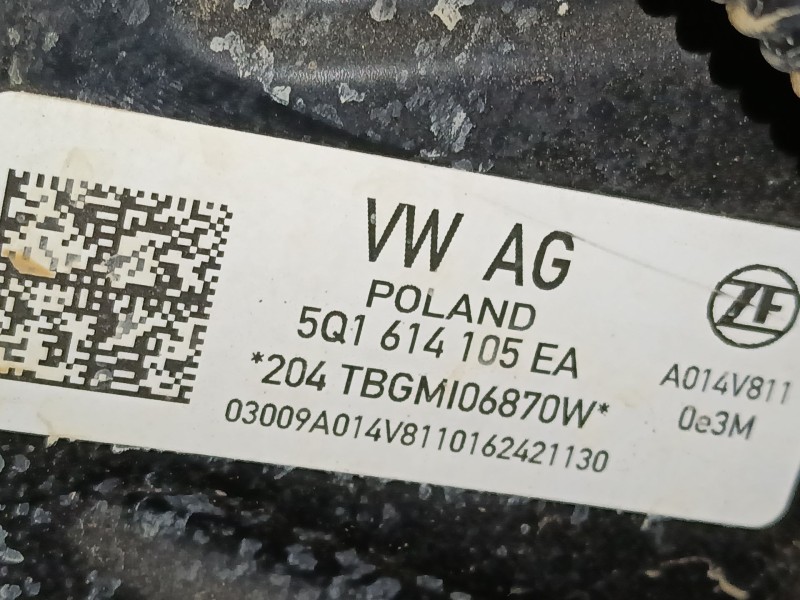 VW AG
POLAND
5Q1 614 105 EA
*204 TBGMI06870W*
03009A014V8110162421130
ZF
A014V811
0e3M